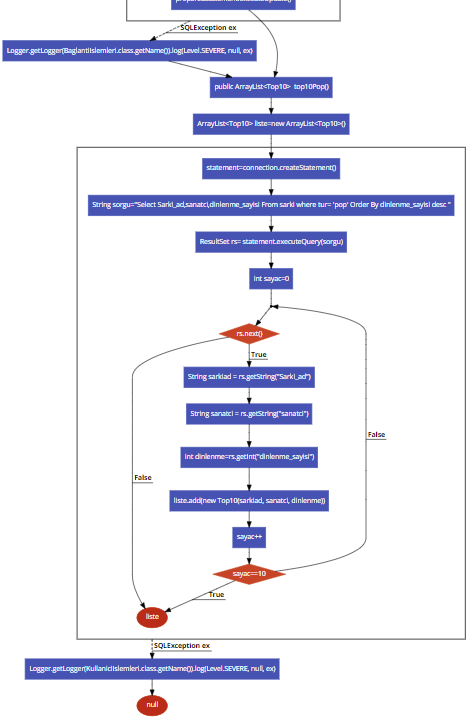 SQLException ex
Logger.getLogger(BaglantiIslemleri.class.getName()).log(Level.SEVERE, null, ex)
public ArrayList<Top10> top10Pop()
ArrayList<Top10> liste=new ArrayList<Top10>()
statement=connection.createStatement()
String sorgu="Select Sarki_ad,sanatci,dinlenme_sayisi From sarki where tur= 'pop' Order By dinlenme_sayisi desc "
ResultSet rs= statement.executeQuery(sorgu)
int sayac=0
rs.next()
True
String sarkiad = rs.getString("Sarki_ad")
String sanatci = rs.getString("sanatci")
False
int dinlenme=rs.getInt("dinlenme_sayisi")
False
liste.add(new Top10(sarkiad, sanatci, dinlenme))
sayac++
sayac==10
True
liste
SQLException ex
Logger.getLogger(KullaniciIslemleri.class.getName()).log(Level.SEVERE, null, ex)
null